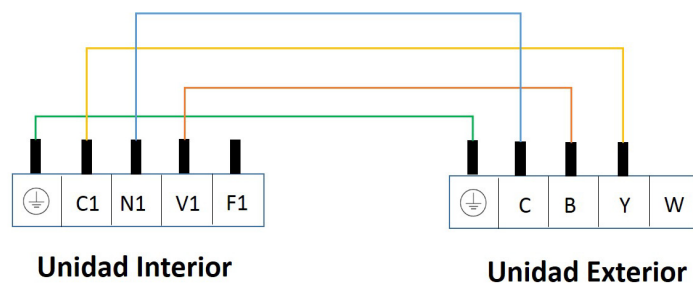 C1 N1 V1 F1
C B Y W
Unidad Interior
Unidad Exterior